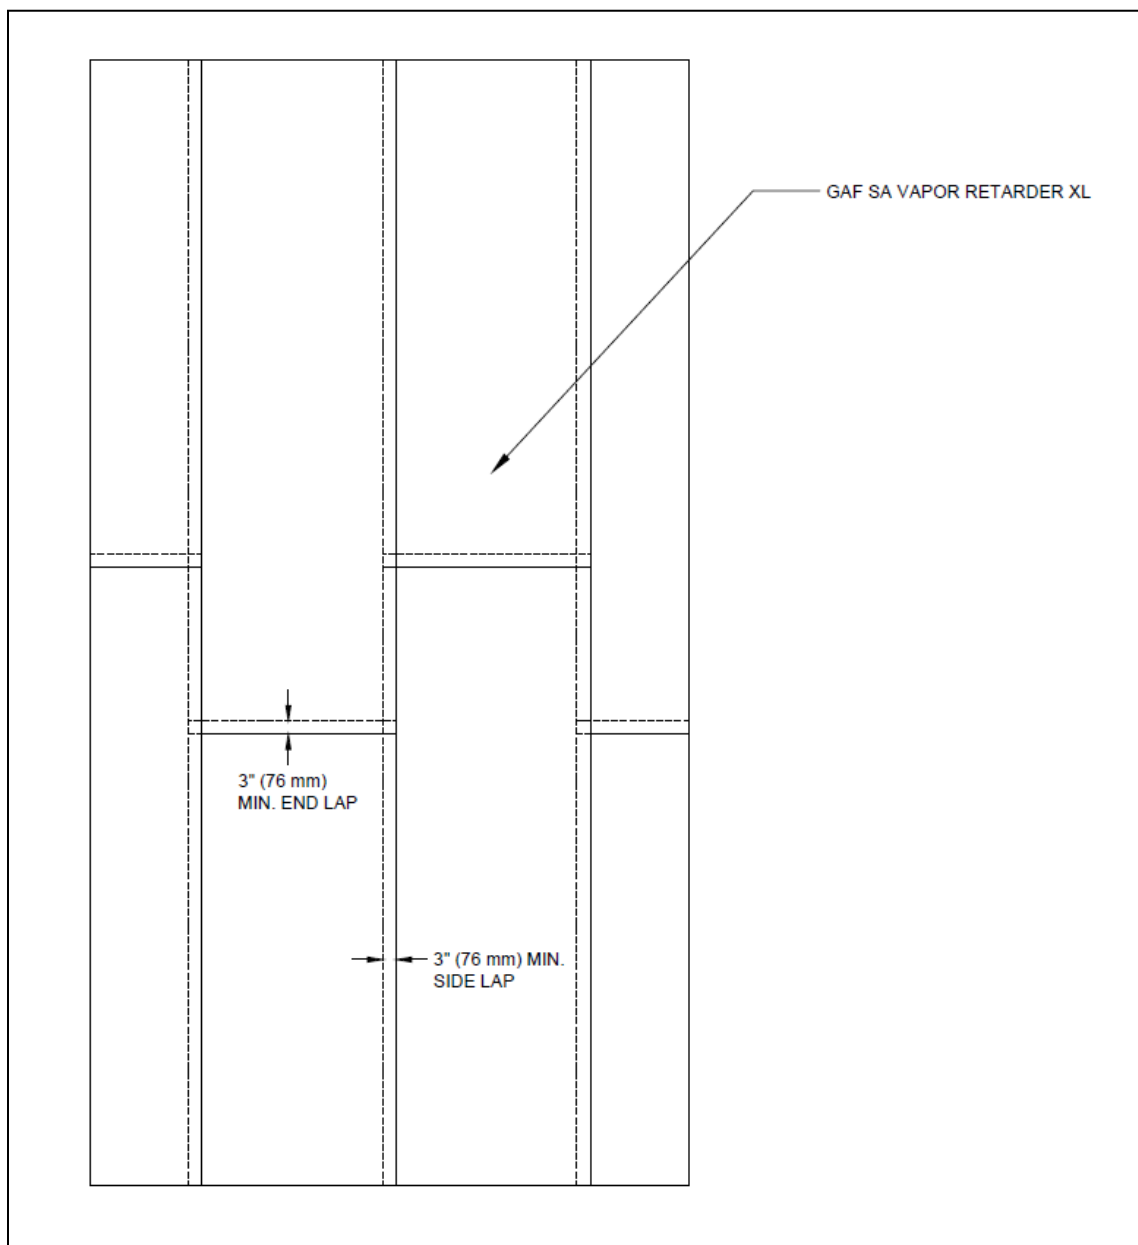 GAF SA VAPOR RETARDER XL
3" (76 mm)
MIN. END LAP
3" (76 mm) MIN.
SIDE LAP